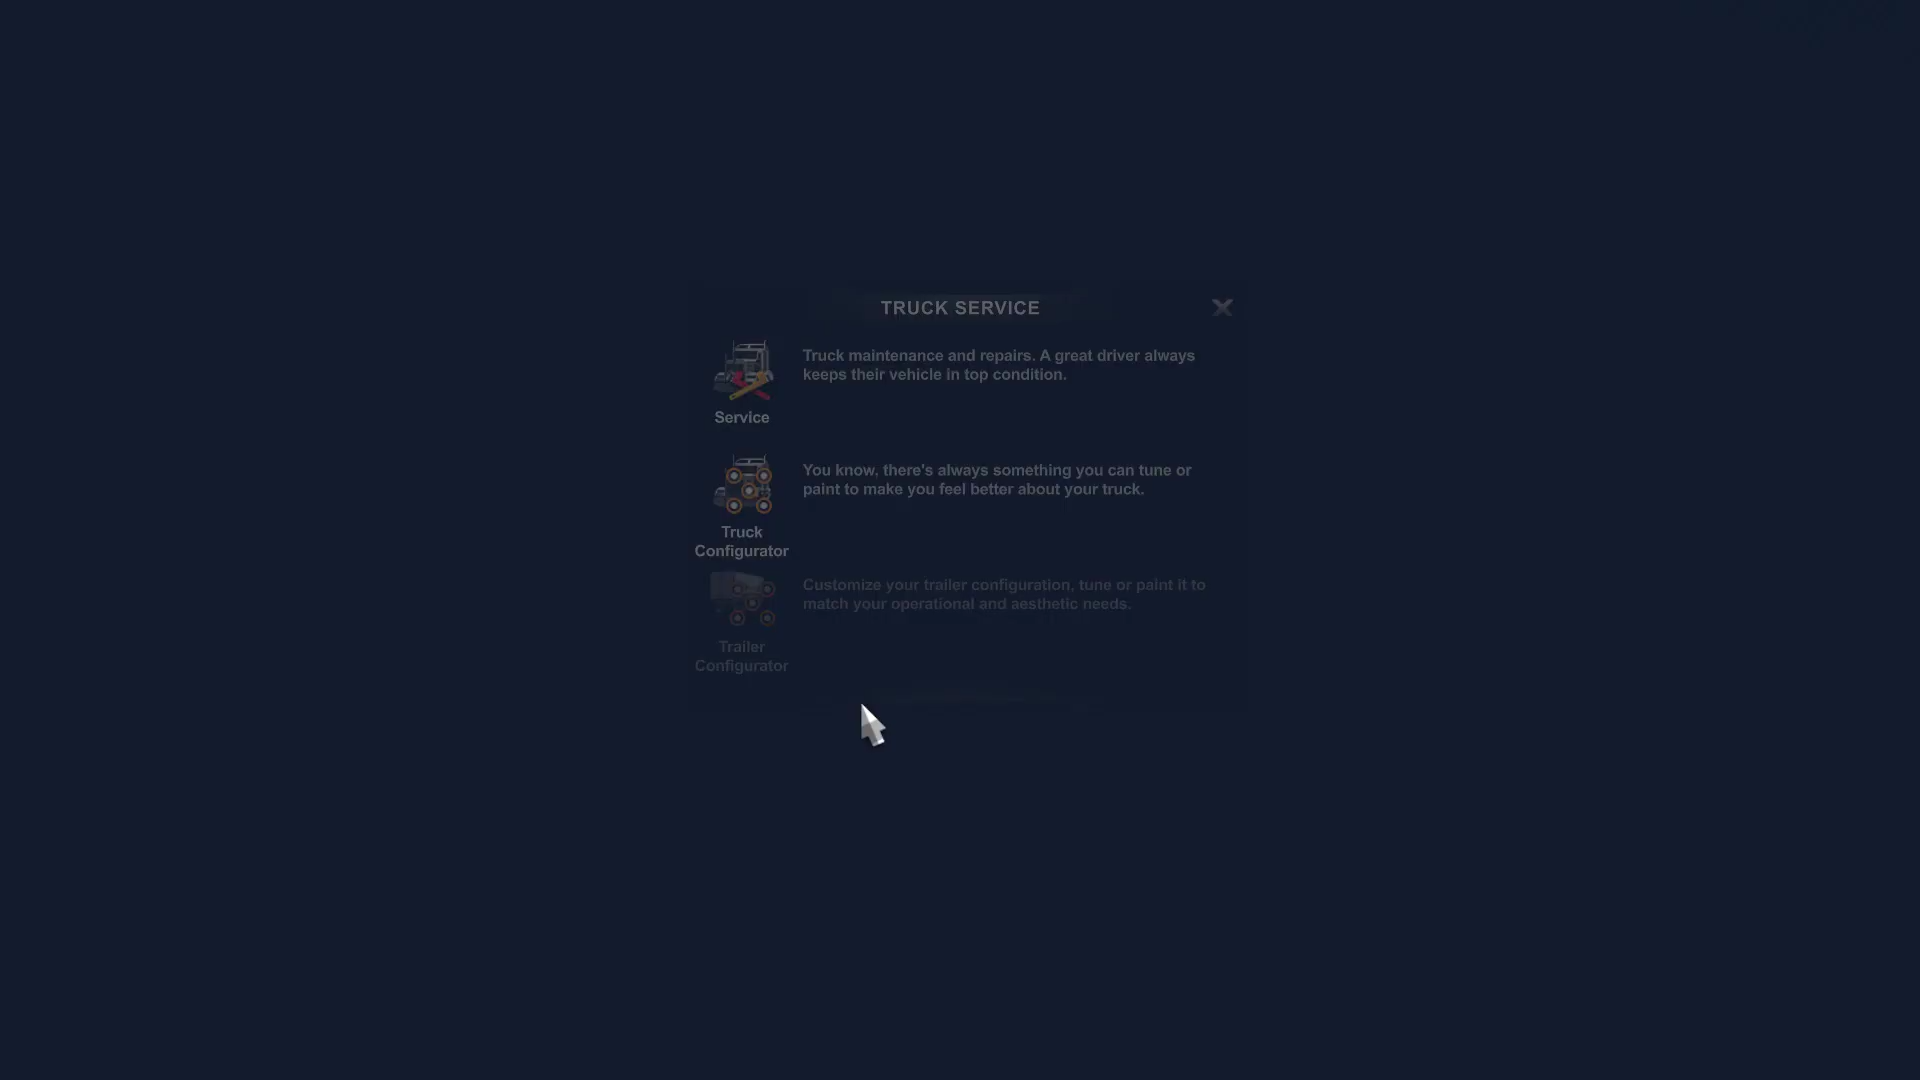 TRUCK SERVICE
Truck maintenance and repairs. A great driver always
keeps their vehicle in top condition.
Service
You know, there's always something you can tune or
paint to make you feel better about your truck.
Truck
Configurator
Customize your trailer configuration, tune or paint it to
match your operational and aesthetic needs.
Trailer
Configurator